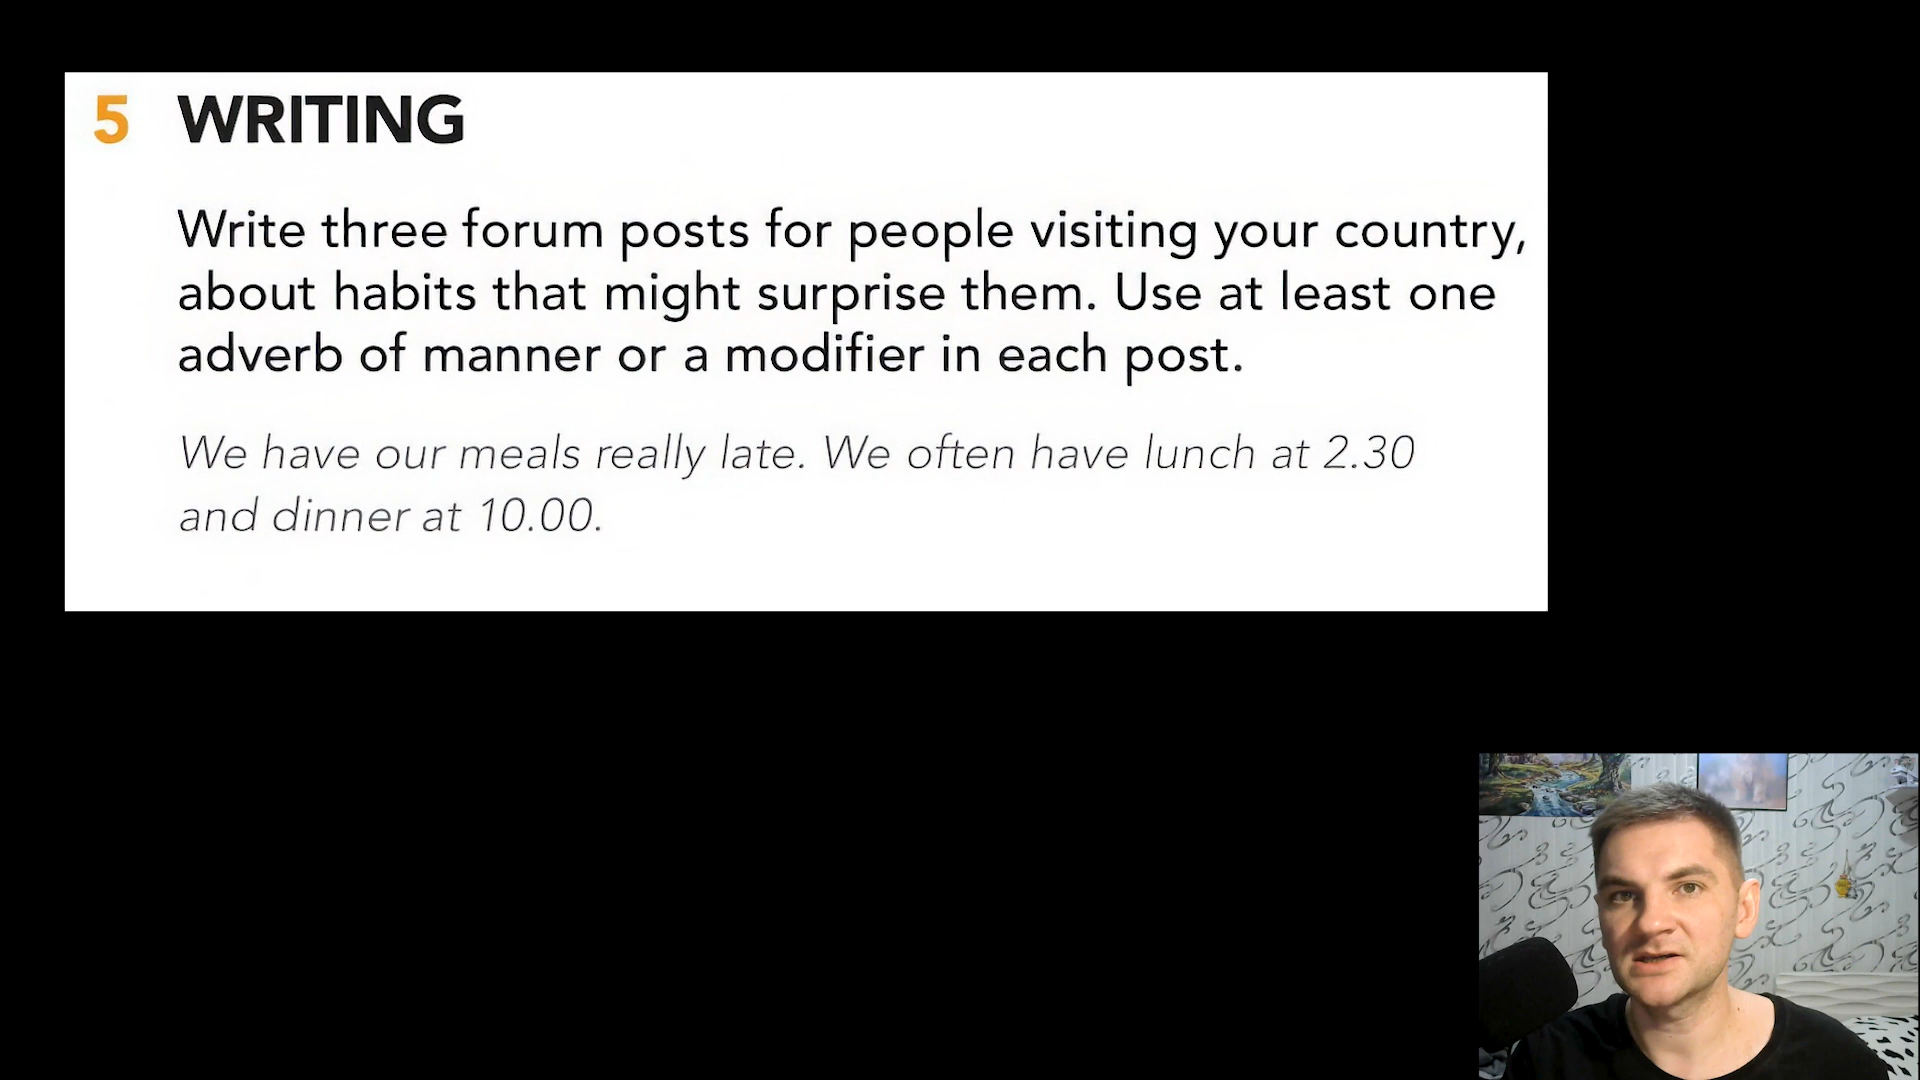 5 WRITING
Write three forum posts for people visiting your country,
about habits that might surprise them. Use at least one
adverb of manner or a modifier in each post.
We have our meals really late. We often have lunch at 2.30
and dinner at 10.00.